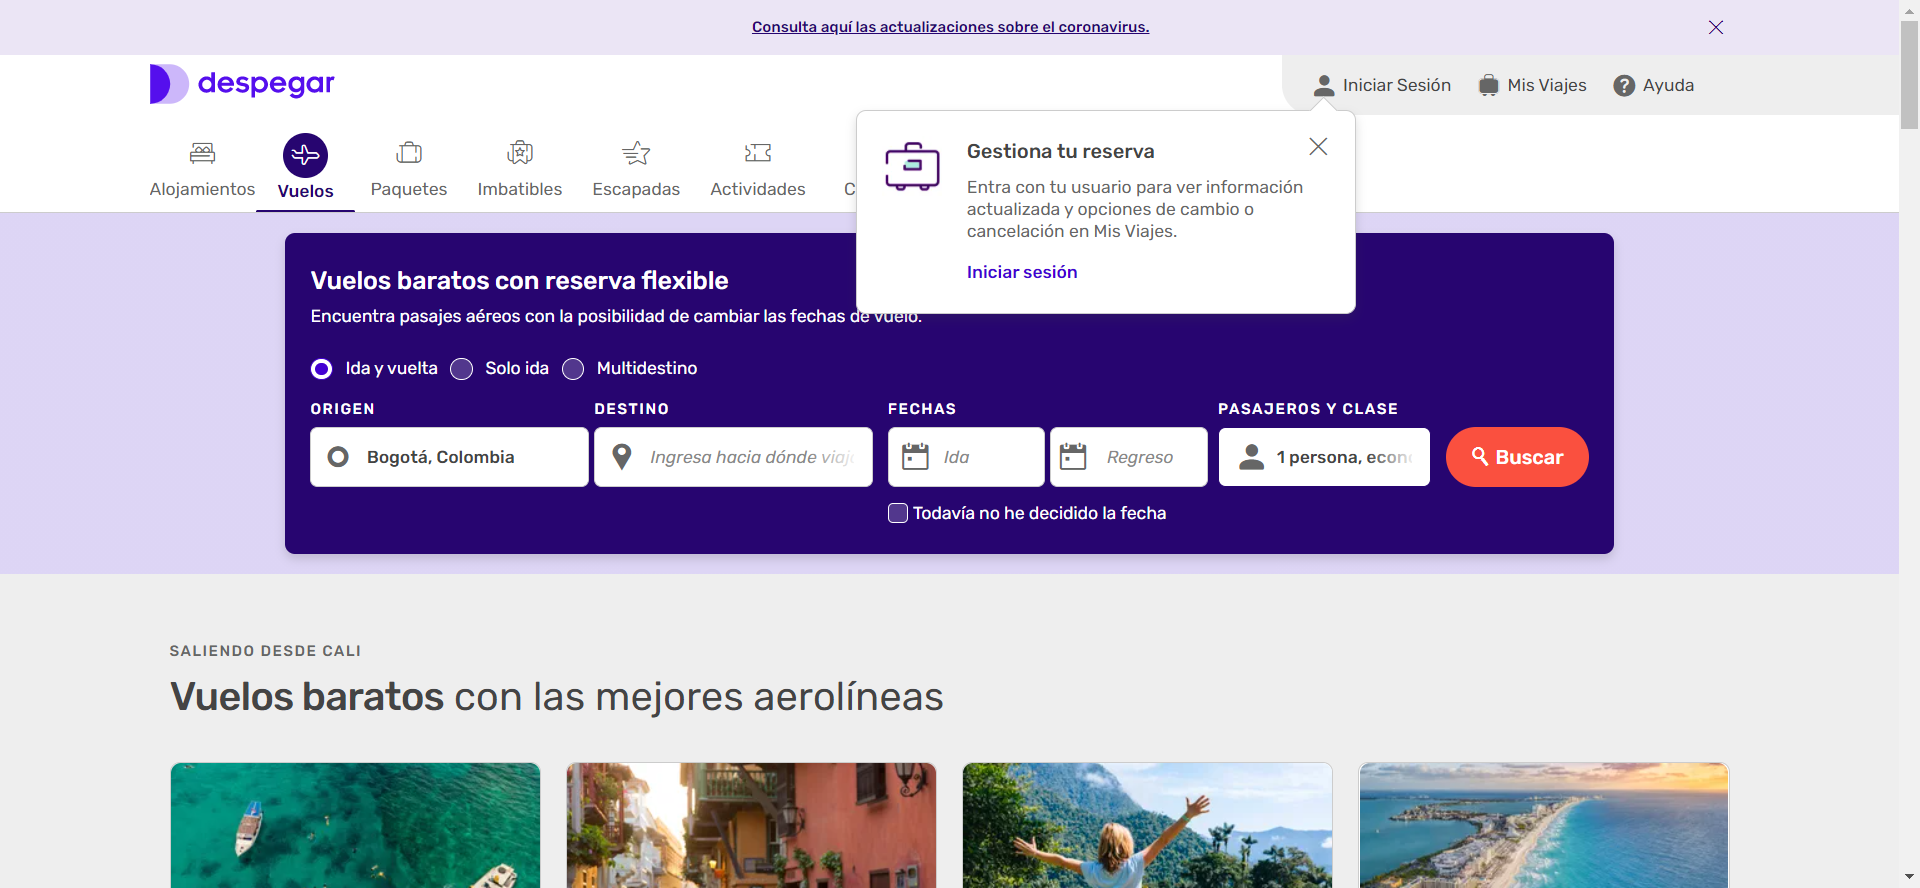 Consulta aquí las actualizaciones sobre el coronavirus.
despegar
Iniciar Sesión
Mis Viajes
Ayuda
Alojamientos
Vuelos
Paquetes
Imbatibles
Escapadas
Actividades
C
Gestiona tu reserva
Entra con tu usuario para ver información
actualizada y opciones de cambio o
cancelación en Mis Viajes.
Iniciar sesión
Vuelos baratos con reserva flexible
Encuentra pasajes aéreos con la posibilidad de cambiar las fechas de vuelo.
Ida y vuelta
Solo ida
Multidestino
ORIGEN
DESTINO
FECHAS
PASAJEROS Y CLASE
Bogotá, Colombia
Ingresa hacia dónde viaj
Ida
Regreso
1 persona, econ
Buscar
Todavía no he decidido la fecha
SALIENDO DESDE CALI
Vuelos baratos con las mejores aerolíneas